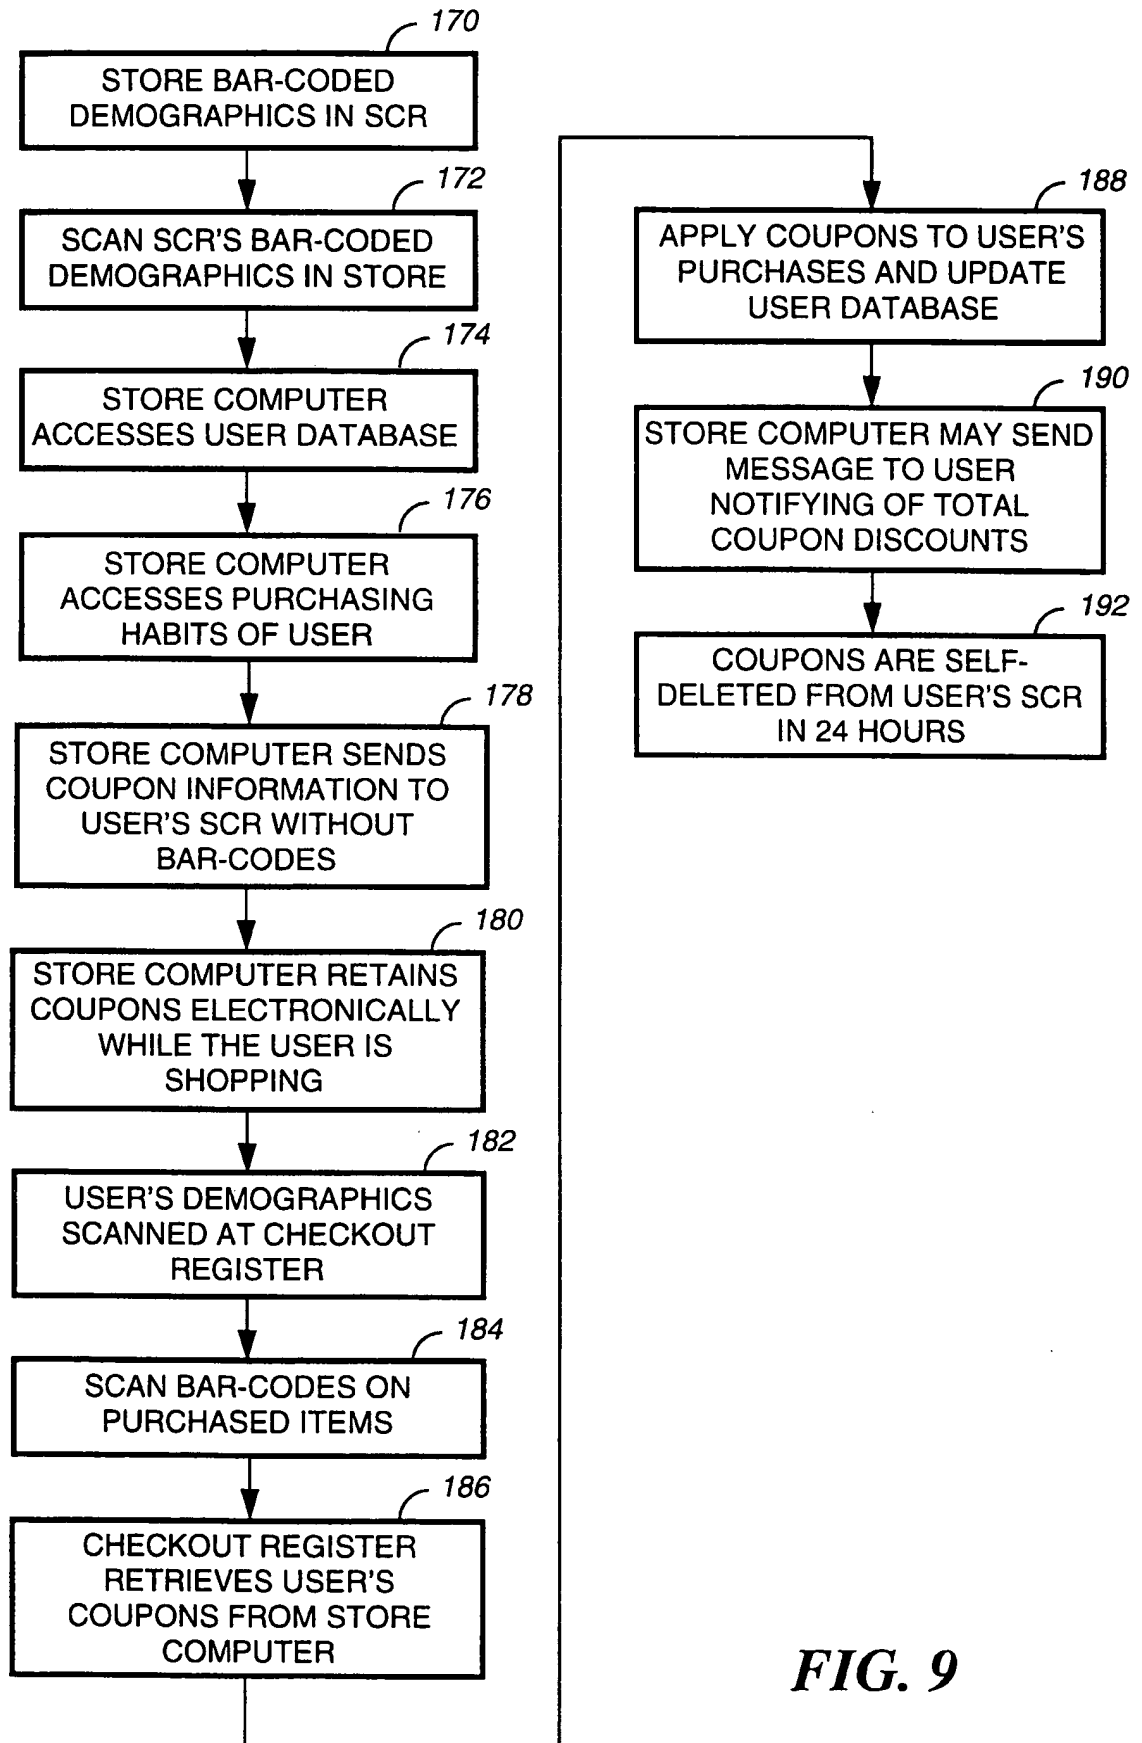 170
STORE BAR-CODED
DEMOGRAPHICS IN SCR
172
SCAN SCR'S BAR-CODED
DEMOGRAPHICS IN STORE
174
STORE COMPUTER
ACCESSES USER DATABASE
176
STORE COMPUTER
ACCESSES PURCHASING
HABITS OF USER
178
STORE COMPUTER SENDS
COUPON INFORMATION TO
USER'S SCR WITHOUT
BAR-CODES
180
STORE COMPUTER RETAINS
COUPONS ELECTRONICALLY
WHILE THE USER IS
SHOPPING
182
USER'S DEMOGRAPHICS
SCANNED AT CHECKOUT
REGISTER
184
SCAN BAR-CODES ON
PURCHASED ITEMS
186
CHECKOUT REGISTER
RETRIEVES USER'S
COUPONS FROM STORE
COMPUTER
188
APPLY COUPONS TO USER'S
PURCHASES AND UPDATE
USER DATABASE
190
STORE COMPUTER MAY SEND
MESSAGE TO USER
NOTIFYING OF TOTAL
COUPON DISCOUNTS
192
COUPONS ARE SELF-
DELETED FROM USER'S SCR
IN 24 HOURS
FIG. 9